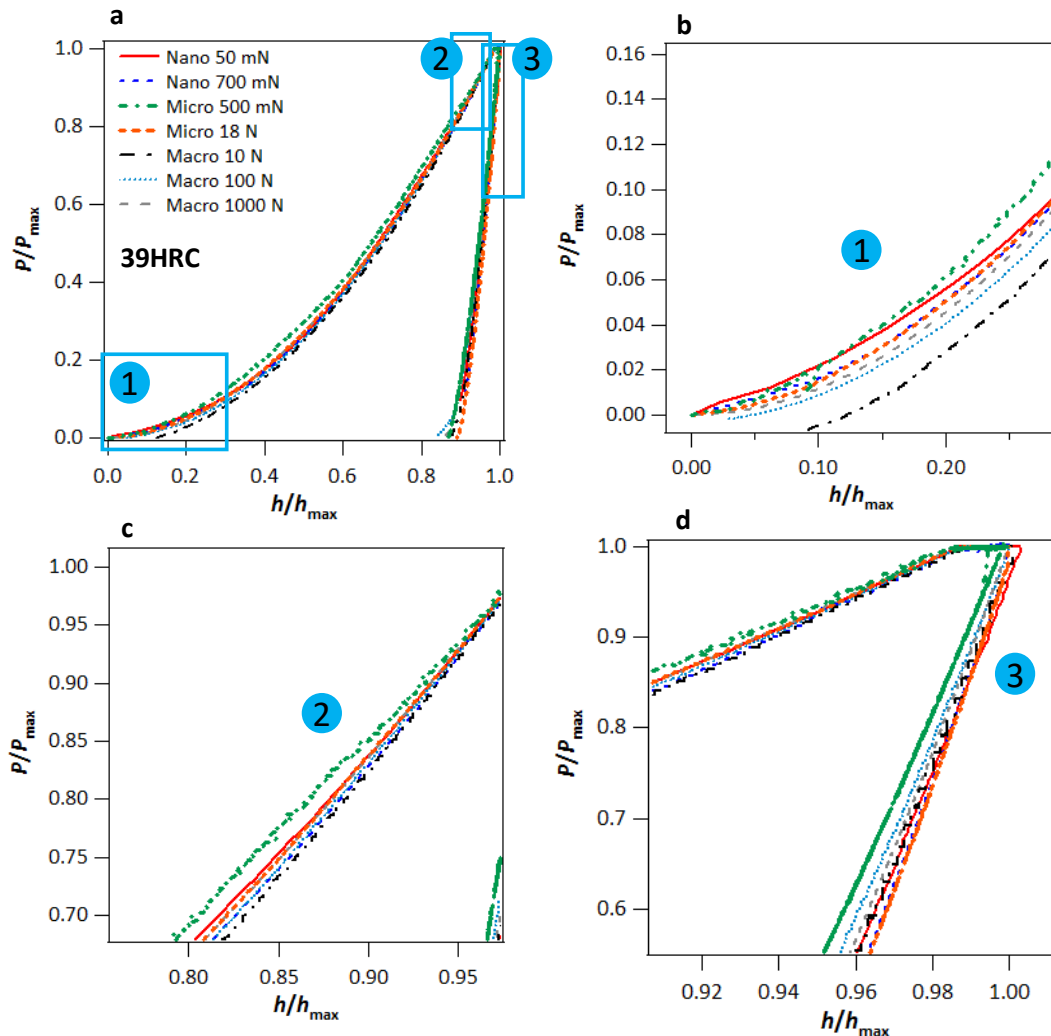 a
1.0
0.8
0.6
0.4
0.2
0.0
P/Pmax
Nano 50 mN
Nano 700 mN
Micro 500 mN
Micro 18 N
Macro 10 N
Macro 100 N
Macro 1000 N
39HRC
1
2
3
0.0 0.2 0.4 0.6 0.8 1.0
h/hmax
b
0.16
0.14
0.12
0.10
0.08
0.06
0.04
0.02
0.00
P/Pmax
1
0.00 0.10 0.20
h/hmax
c
1.00
0.95
0.90
0.85
0.80
0.75
0.70
P/Pmax
2
0.80 0.85 0.90 0.95
h/hmax
d
1.0
0.9
0.8
0.7
0.6
P/Pmax
3
0.92 0.94 0.96 0.98 1.00
h/hmax